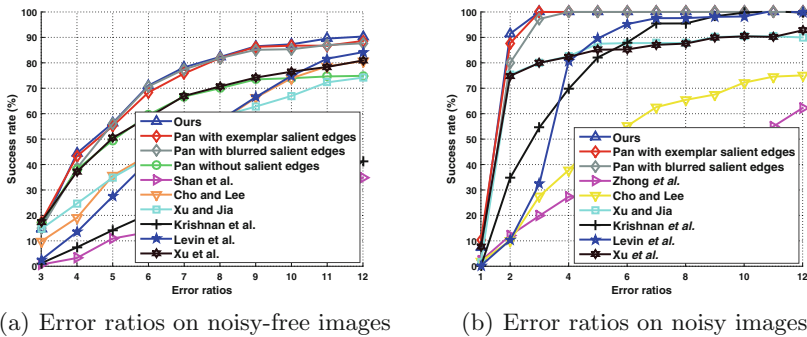 100
90
80
70
60
50
40
30
20
10
0
Success rate (%)
3 4 5 6 7 8 9 10 11 12
Error ratios
Ours
Pan with exemplar salient edges
Pan with blurred salient edges
Pan without salient edges
Shan et al.
Cho and Lee
Xu and Jia
Krishnan et al.
Levin et al.
Xu et al.
(a) Error ratios on noisy-free images
100
90
80
70
60
50
40
30
20
10
0
Success rate (%)
1 2 4 6 8 10 12
Error ratios
Ours
Pan with exemplar salient edges
Pan with blurred salient edges
Zhong et al.
Cho and Lee
Xu and Jia
Krishnan et al.
Levin et al.
Xu et al.
(b) Error ratios on noisy images